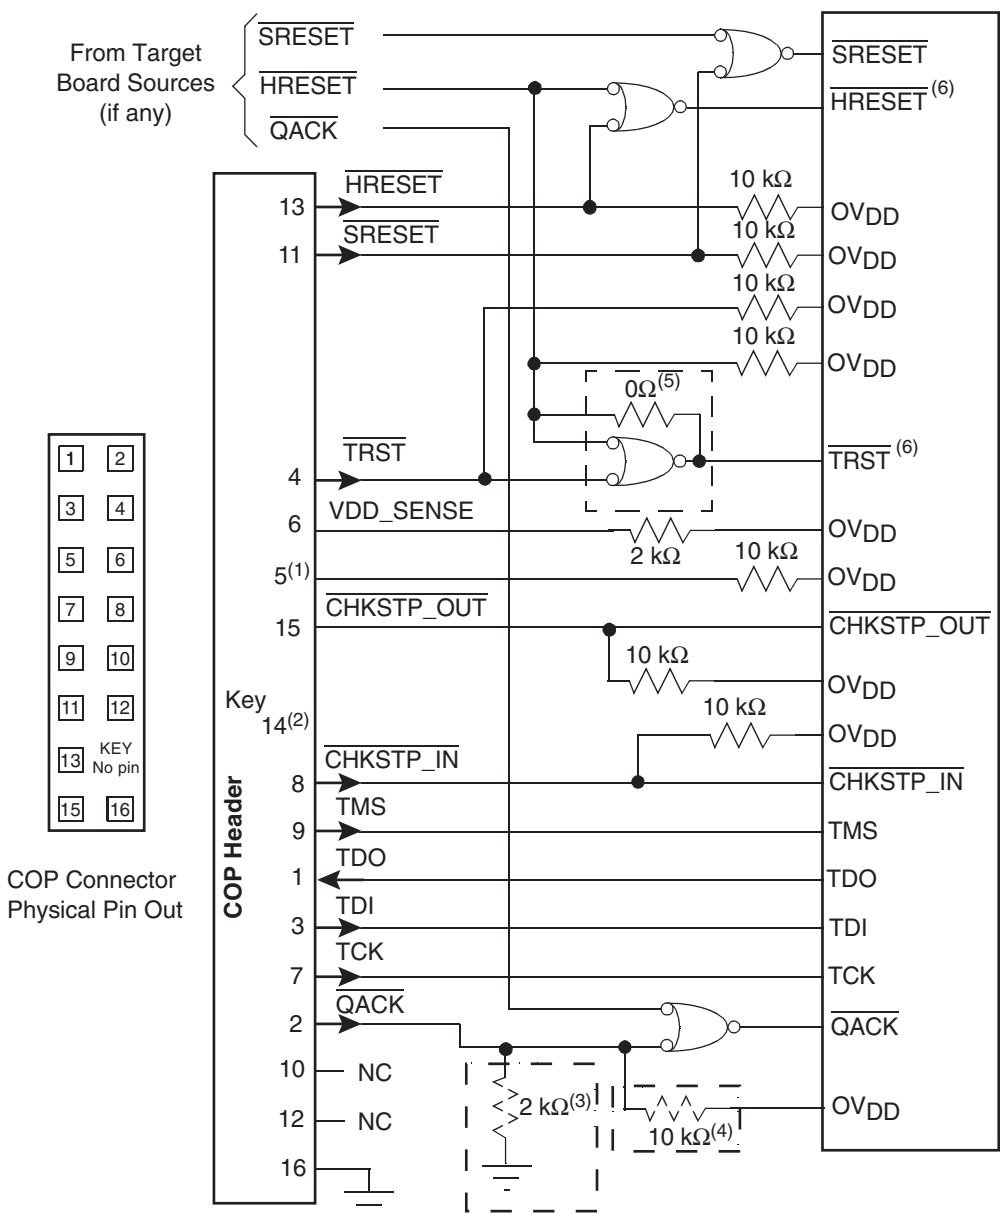 From Target
Board Sources
(if any)
SRESET
HRESET
QACK
SRESET
HRESET (6)
13
HRESET
10 kΩ
OVDD
11
SRESET
10 kΩ
OVDD
10 kΩ
OVDD
10 kΩ
OVDD
0Ω(5)
4
TRST
TRST (6)
6
VDD_SENSE
2 kΩ
OVDD
5(1)
10 kΩ
OVDD
15
CHKSTP_OUT
CHKSTP_OUT
10 kΩ
OVDD
Key
14(2)
10 kΩ
OVDD
8
CHKSTP_IN
CHKSTP_IN
9
TMS
TMS
1
TDO
TDO
3
TDI
TDI
7
TCK
TCK
2
QACK
QACK
10
NC
2 kΩ(3)
10 kΩ(4)
OVDD
12
NC
16
COP Header
1 2
3 4
5 6
7 8
9 10
11 12
13 KEY
No pin
15 16
COP Connector
Physical Pin Out